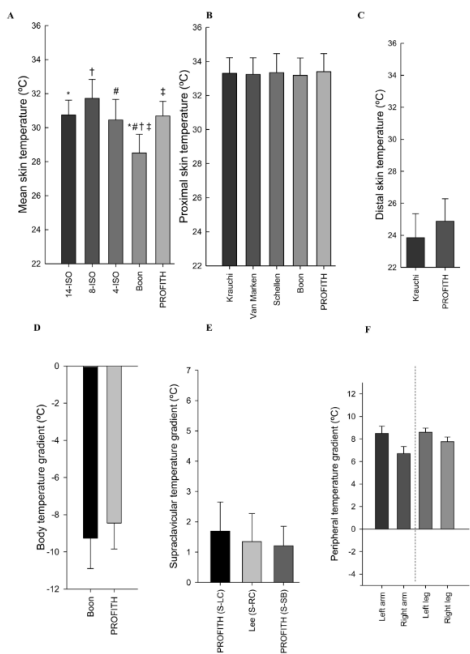 A
B
C
Mean skin temperature (ºC)
36
34
32
30
28
26
24
22
*
†
#
*#†‡
‡
14-ISO
8-ISO
4-ISO
Boon
PROFITH
Proximal skin temperature (ºC)
36
34
32
30
28
26
24
22
Krauchi
Van Marken
Schellen
Boon
PROFITH
Distal skin temperature (ºC)
36
34
32
30
28
26
24
22
Krauchi
PROFITH
D
E
F
Body temperature gradient (ºC)
0
-2
-4
-6
-8
-10
-12
Boon
PROFITH
Supraclavicular temperature gradient (ºC)
7
6
5
4
3
2
1
0
PROFITH (S-LC)
Lee (S-RC)
PROFITH (S-SB)
Peripheral temperature gradient (ºC)
12
10
8
6
4
2
0
-2
-4
Left arm
Right arm
Left leg
Right leg